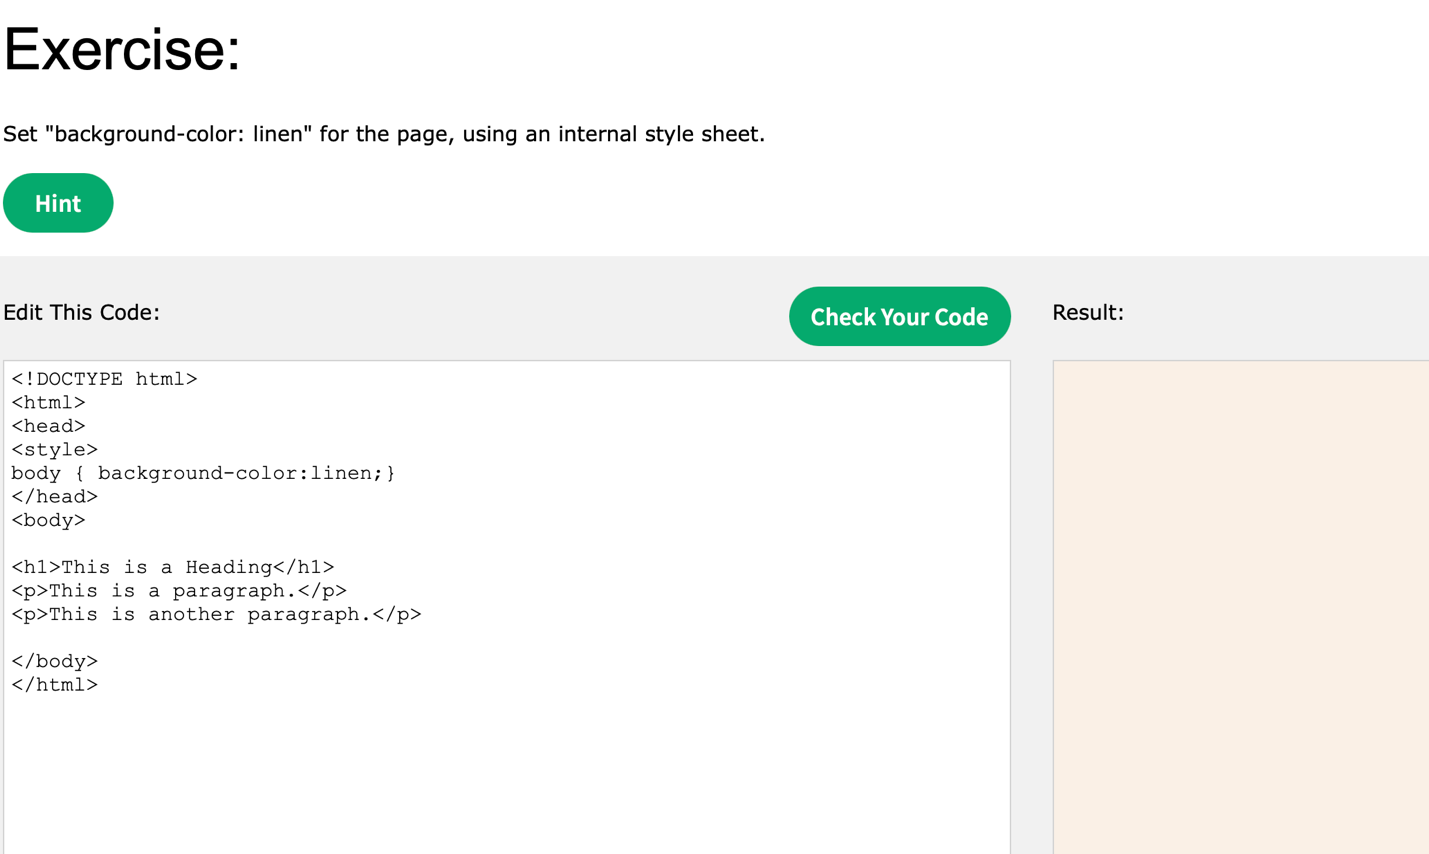 Exercise:
Set "background-color: linen" for the page, using an internal style sheet.
Hint
Edit This Code:
Check Your Code
Result:
<!DOCTYPE html>
<html>
<head>
<style>
body { background-color:linen;}
</head>
<body>
<h1>This is a Heading</h1>
<p>This is a paragraph.</p>
<p>This is another paragraph.</p>
</body>
</html>